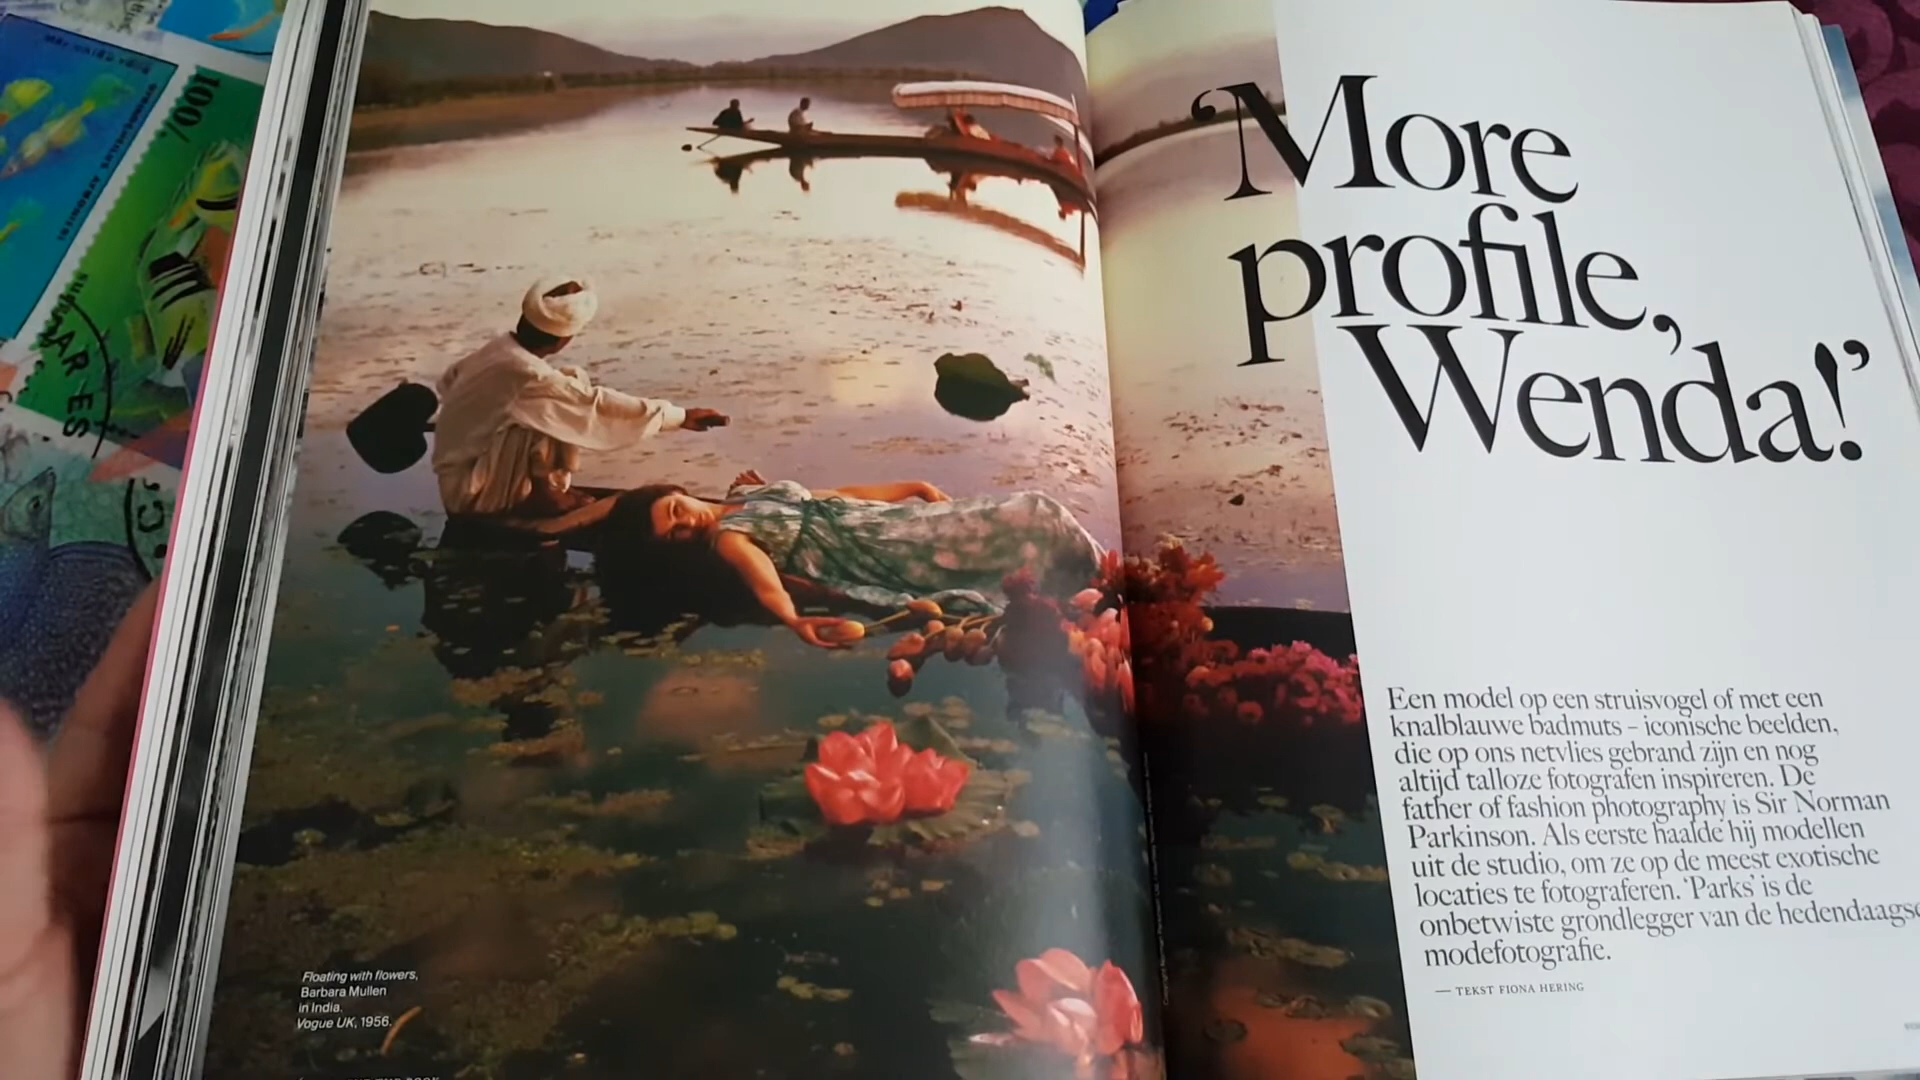 Floating with flowers,
Barbara Mullen
in India.
Vogue UK, 1956.
‘More
profile,
Wenda!’
Een model op een struisvogel of met een
knalblauwe badmuts – iconische beelden,
die op ons netvlies gebrand zijn en nog
altijd talloze fotografen inspireren. De
father of fashion photography is Sir Norman
Parkinson. Als eerste haalde hij modellen
uit de studio, om ze op de meest exotische
locaties te fotograferen. ‘Parks’ is de
onbetwiste grondlegger van de hedendaagsc
modefotografie.
— TEKST FIONA HERING
100/